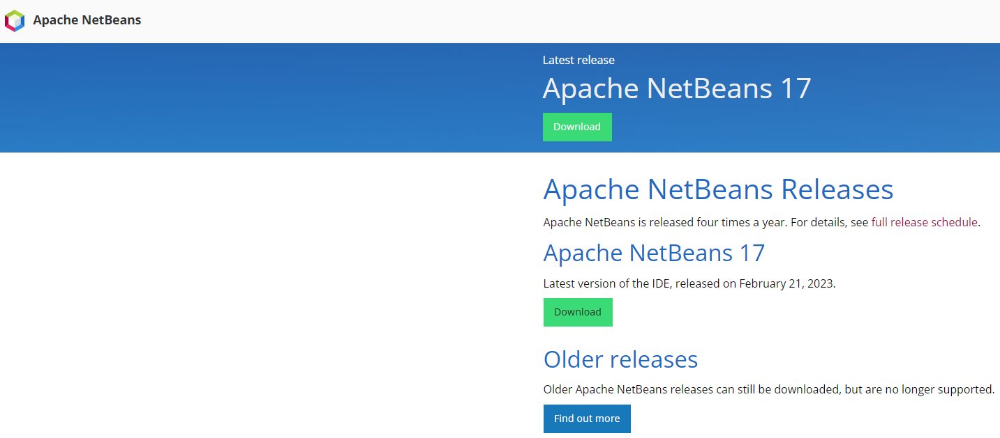 Apache NetBeans
Latest release
Apache NetBeans 17
Download
Apache NetBeans Releases
Apache NetBeans is released four times a year. For details, see full release schedule.
Apache NetBeans 17
Latest version of the IDE, released on February 21, 2023.
Download
Older releases
Older Apache NetBeans releases can still be downloaded, but are no longer supported.
Find out more